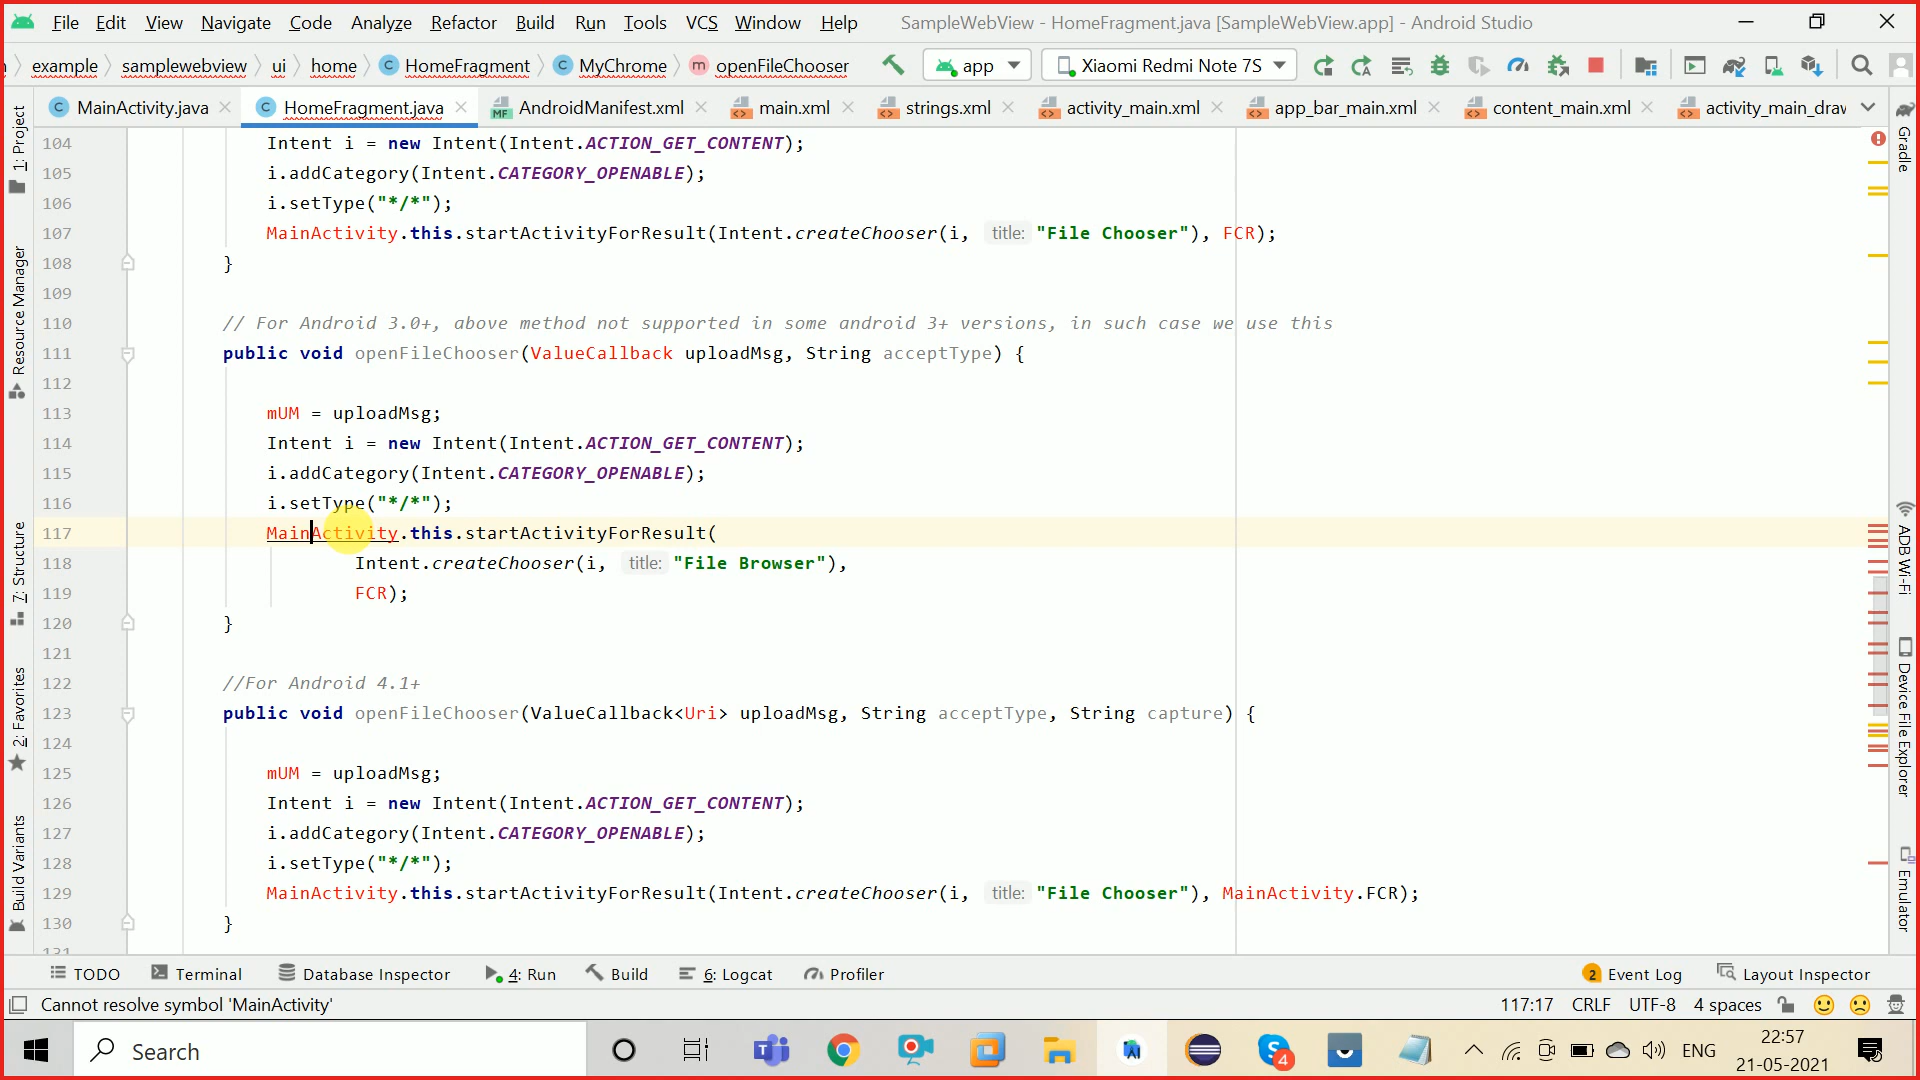 File Edit View Navigate Code Analyze Refactor Build Run Tools VCS Window Help SampleWebView - HomeFragment.java [SampleWebView.app] - Android Studio
example samplewebview ui home HomeFragment MyChrome openFileChooser app Xiaomi Redmi Note 7S
MainActivity.java HomeFragment.java AndroidManifest.xml main.xml strings.xml activity_main.xml app_bar_main.xml content_main.xml activity_main_drav
104 Intent i = new Intent(Intent.ACTION_GET_CONTENT);
105 i.addCategory(Intent.CATEGORY_OPENABLE);
106 i.setType("*/*");
107 MainActivity.this.startActivityForResult(Intent.createChooser(i, title: "File Chooser"), FCR);
108 }
109
110 // For Android 3.0+, above method not supported in some android 3+ versions, in such case we use this
111 public void openFileChooser(ValueCallback uploadMsg, String acceptType) {
112
113 mUM = uploadMsg;
114 Intent i = new Intent(Intent.ACTION_GET_CONTENT);
115 i.addCategory(Intent.CATEGORY_OPENABLE);
116 i.setType("*/*");
117 MainActivity.this.startActivityForResult(
118 Intent.createChooser(i, title: "File Browser"),
119 FCR);
120 }
121
122 //For Android 4.1+
123 public void openFileChooser(ValueCallback<Uri> uploadMsg, String acceptType, String capture) {
124
125 mUM = uploadMsg;
126 Intent i = new Intent(Intent.ACTION_GET_CONTENT);
127 i.addCategory(Intent.CATEGORY_OPENABLE);
128 i.setType("*/*");
129 MainActivity.this.startActivityForResult(Intent.createChooser(i, title: "File Chooser"), MainActivity.FCR);
130 }
131
1: Project
Resource Manager
7: Structure
2: Favorites
Build Variants
Gradle
ADB Wi-Fi
Device File Explorer
Emulator
TODO Terminal Database Inspector 4: Run Build 6: Logcat Profiler 2 Event Log Layout Inspector
Cannot resolve symbol 'MainActivity' 117:17 CRLF UTF-8 4 spaces
Search 4 ENG 22:57
21-05-2021